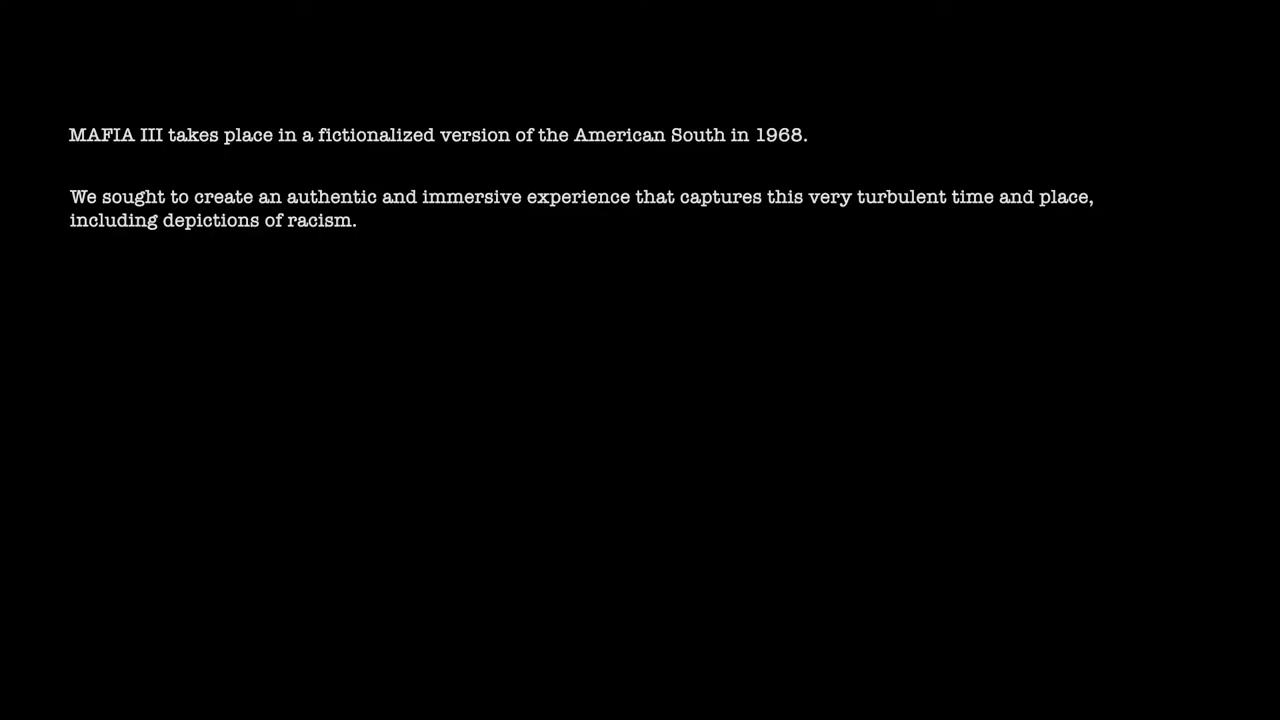 MAFIA III takes place in a fictionalized version of the American South in 1968.
We sought to create an authentic and immersive experience that captures this very turbulent time and place,
including depictions of racism.